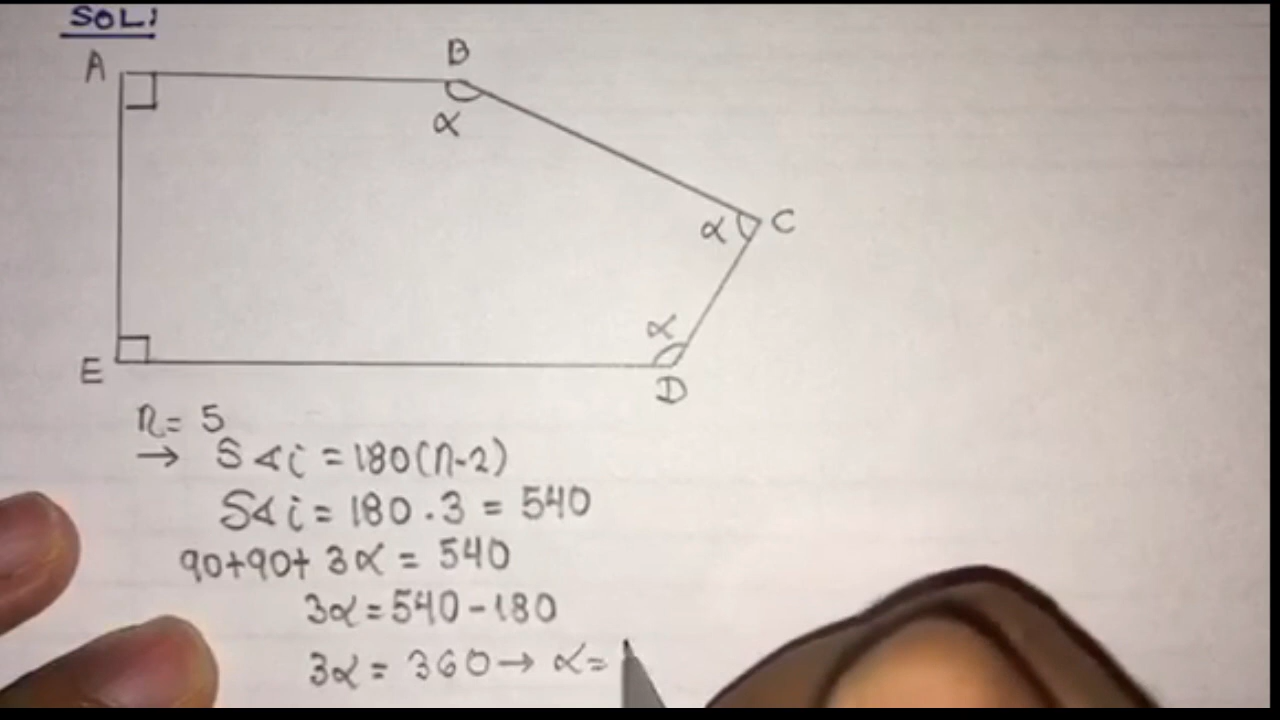 SOL:
A
B
α
α C
α
E
D
n = 5
→ S∢i = 180(n-2)
S∢i = 180 . 3 = 540
90+90+ 3α = 540
3α = 540 - 180
3α = 360 → α =